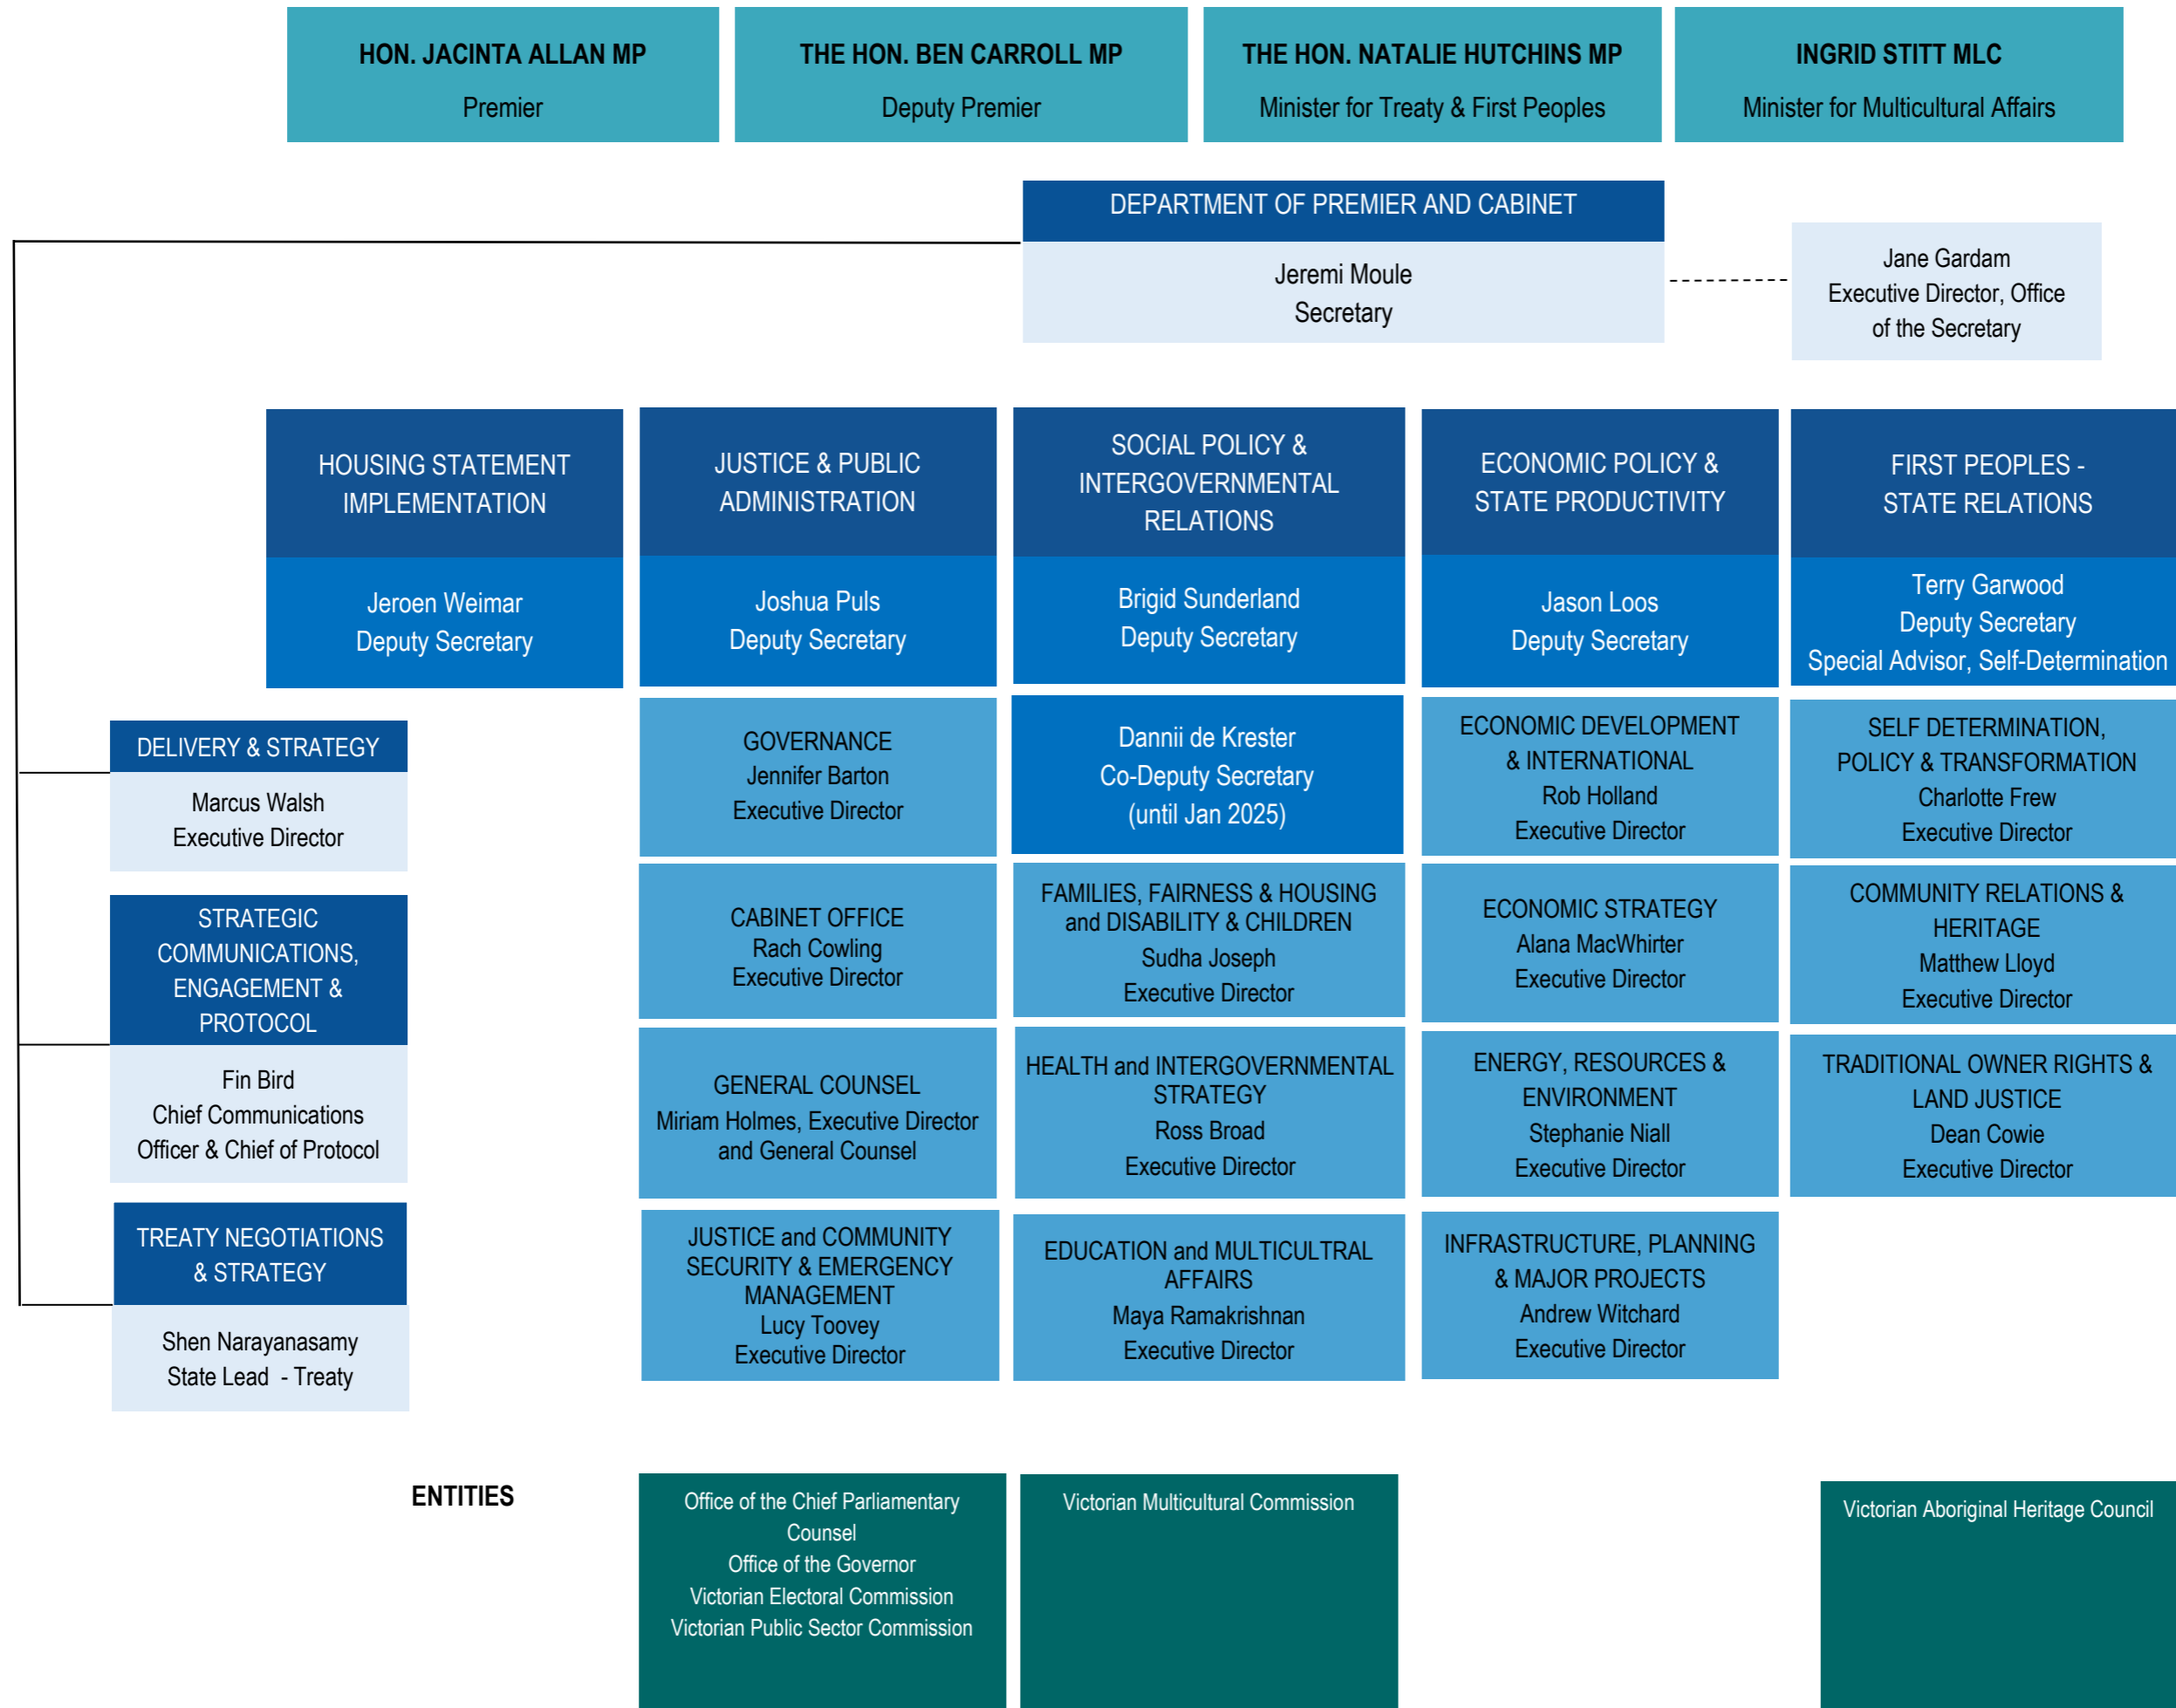 HON. JACINTA ALLAN MP
Premier
THE HON. BEN CARROLL MP
Deputy Premier
THE HON. NATALIE HUTCHINS MP
Minister for Treaty & First Peoples
INGRID STITT MLC
Minister for Multicultural Affairs
DEPARTMENT OF PREMIER AND CABINET
Jeremi Moule
Secretary
Jane Gardam
Executive Director, Office
of the Secretary
HOUSING STATEMENT
IMPLEMENTATION
Jeroen Weimar
Deputy Secretary
JUSTICE & PUBLIC
ADMINISTRATION
Joshua Puls
Deputy Secretary
SOCIAL POLICY &
INTERGOVERNMENTAL
RELATIONS
Brigid Sunderland
Deputy Secretary
ECONOMIC POLICY &
STATE PRODUCTIVITY
Jason Loos
Deputy Secretary
FIRST PEOPLES -
STATE RELATIONS
Terry Garwood
Deputy Secretary
Special Advisor, Self-Determination
DELIVERY & STRATEGY
Marcus Walsh
Executive Director
STRATEGIC
COMMUNICATIONS,
ENGAGEMENT &
PROTOCOL
Fin Bird
Chief Communications
Officer & Chief of Protocol
TREATY NEGOTIATIONS
& STRATEGY
Shen Narayanasamy
State Lead - Treaty
GOVERNANCE
Jennifer Barton
Executive Director
CABINET OFFICE
Rach Cowling
Executive Director
GENERAL COUNSEL
Miriam Holmes, Executive Director
and General Counsel
JUSTICE and COMMUNITY
SECURITY & EMERGENCY
MANAGEMENT
Lucy Toovey
Executive Director
Dannii de Krester
Co-Deputy Secretary
(until Jan 2025)
FAMILIES, FAIRNESS & HOUSING
and DISABILITY & CHILDREN
Sudha Joseph
Executive Director
HEALTH and INTERGOVERNMENTAL
STRATEGY
Ross Broad
Executive Director
EDUCATION and MULTICULTRAL
AFFAIRS
Maya Ramakrishnan
Executive Director
ECONOMIC DEVELOPMENT
& INTERNATIONAL
Rob Holland
Executive Director
ECONOMIC STRATEGY
Alana MacWhirter
Executive Director
ENERGY, RESOURCES &
ENVIRONMENT
Stephanie Niall
Executive Director
INFRASTRUCTURE, PLANNING
& MAJOR PROJECTS
Andrew Witchard
Executive Director
SELF DETERMINATION,
POLICY & TRANSFORMATION
Charlotte Frew
Executive Director
COMMUNITY RELATIONS &
HERITAGE
Matthew Lloyd
Executive Director
TRADITIONAL OWNER RIGHTS &
LAND JUSTICE
Dean Cowie
Executive Director
ENTITIES
Office of the Chief Parliamentary
Counsel
Office of the Governor
Victorian Electoral Commission
Victorian Public Sector Commission
Victorian Multicultural Commission
Victorian Aboriginal Heritage Council